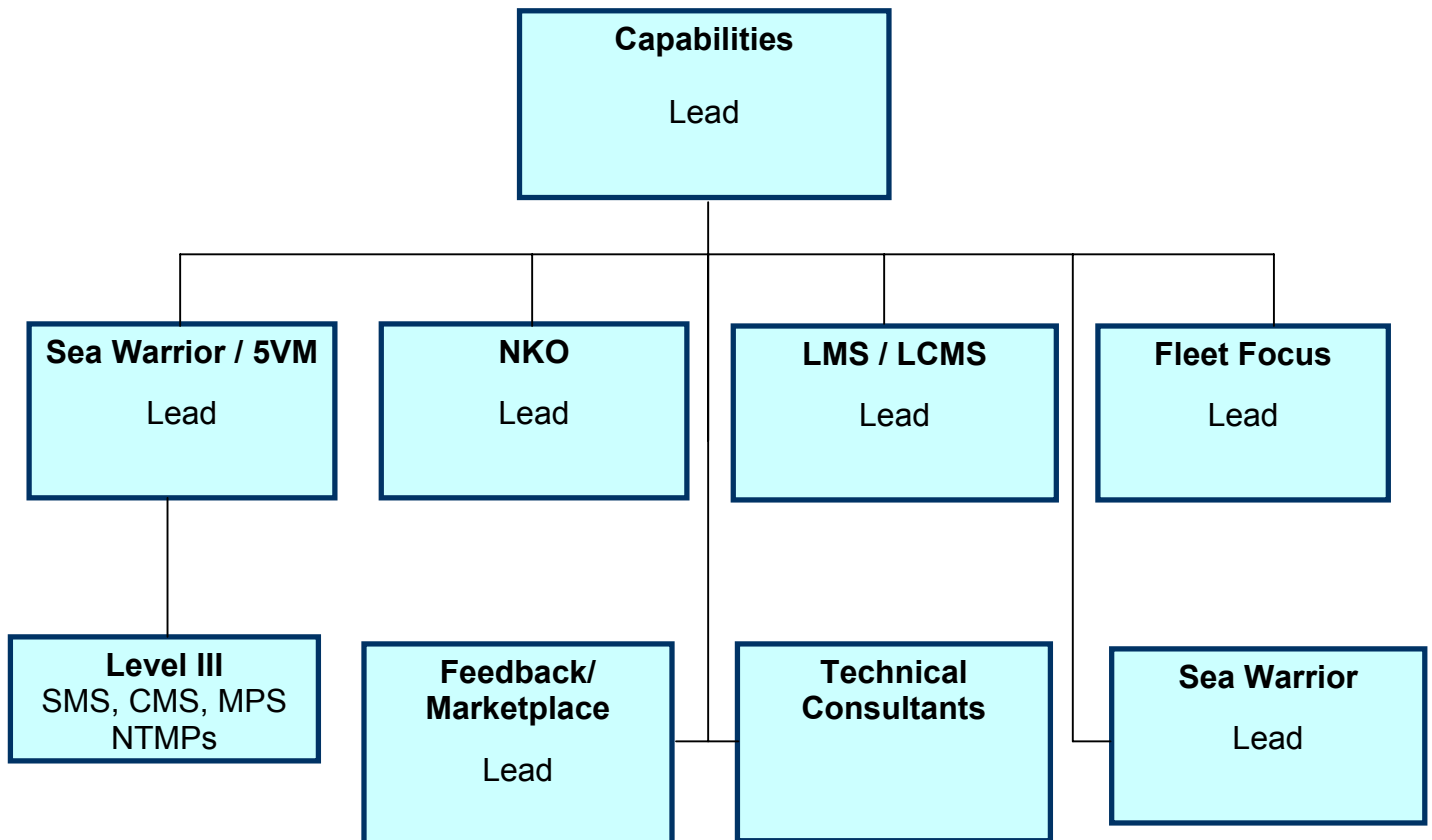 Capabilities
Lead
Sea Warrior / 5VM
Lead
NKO
Lead
LMS / LCMS
Lead
Fleet Focus
Lead
Level III
SMS, CMS, MPS
NTMPs
Feedback/
Marketplace
Lead
Technical
Consultants
Sea Warrior
Lead